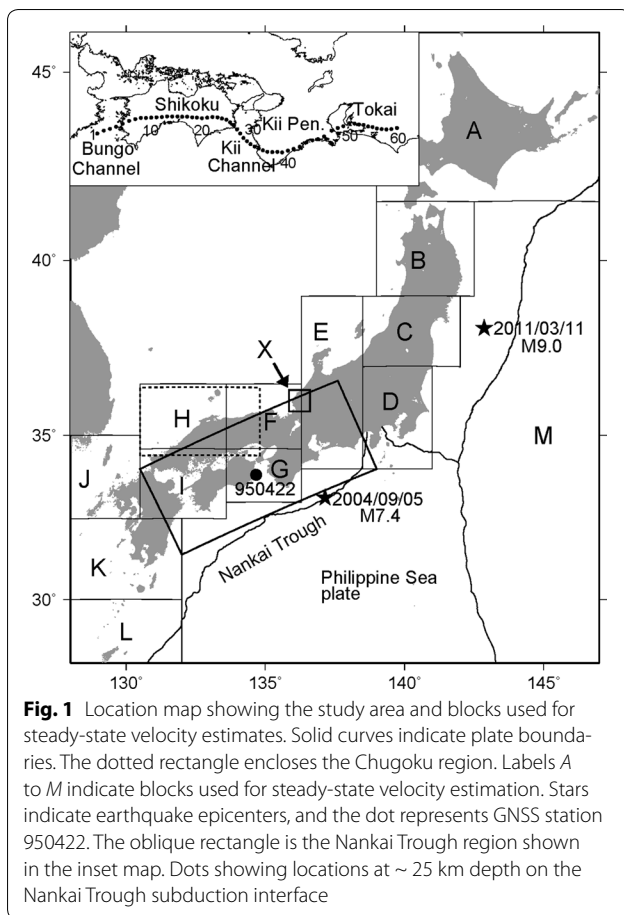 45°
40°
35°
30°
130°
135°
140°
145°
Shikoku
Tokai
Kii Pen.
10
20
30
40
50
60
Bungo
Channel
Kii
Channel
A
B
C
D
E
X
F
H
G
I
J
K
L
M
950422
2011/03/11
M9.0
2004/09/05
M7.4
Nankai Trough
Philippine Sea
plate
Fig. 1 Location map showing the study area and blocks used for
steady-state velocity estimates. Solid curves indicate plate bounda-
ries. The dotted rectangle encloses the Chugoku region. Labels A
to M indicate blocks used for steady-state velocity estimation. Stars
indicate earthquake epicenters, and the dot represents GNSS station
950422. The oblique rectangle is the Nankai Trough region shown
in the inset map. Dots showing locations at ~ 25 km depth on the
Nankai Trough subduction interface